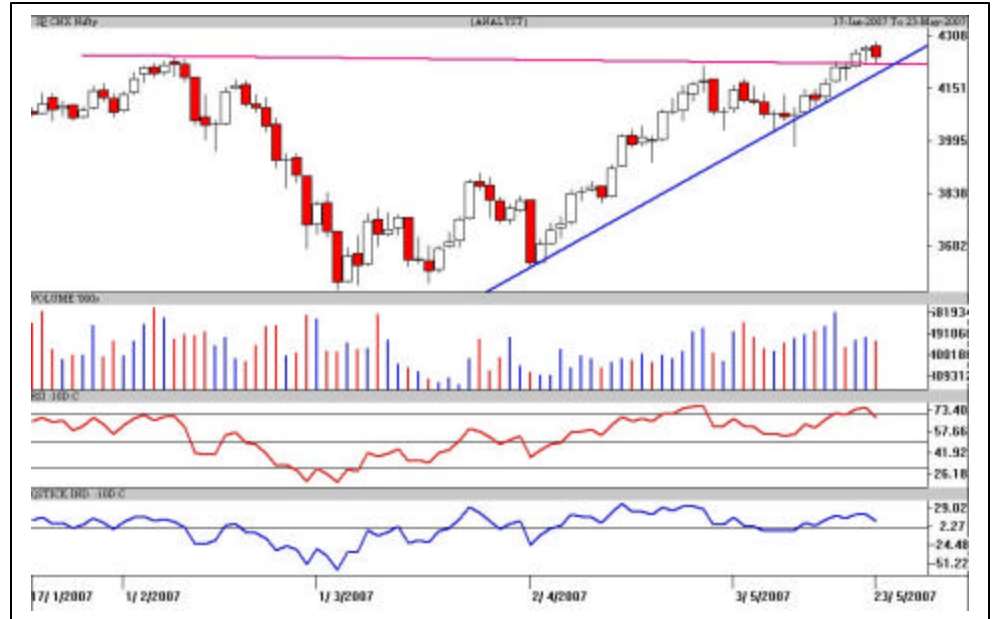 CNX Nifty [ANALYST] 17-Jan-2007 To 23-May-2007
4308
4151
3995
3838
3682
VOLUME '000s
RSI :10D C
73.40
57.66
41.92
26.18
QSTICK IND. :10D C
29.02
2.27
-24.48
-51.22
17/ 1/2007 1/ 2/2007 1/ 3/2007 2/ 4/2007 3/ 5/2007 23/ 5/2007